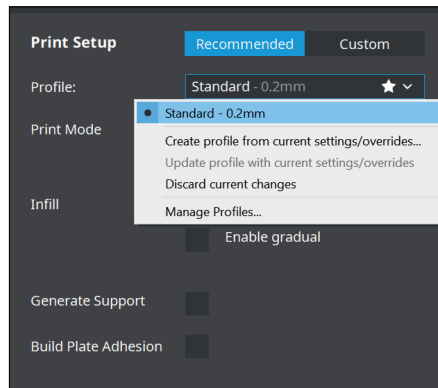 Print Setup Recommended Custom
Profile: Standard - 0.2mm
Standard - 0.2mm
Print Mode
Create profile from current settings/overrides...
Update profile with current settings/overrides
Discard current changes
Infill
Manage Profiles...
Enable gradual
Generate Support
Build Plate Adhesion